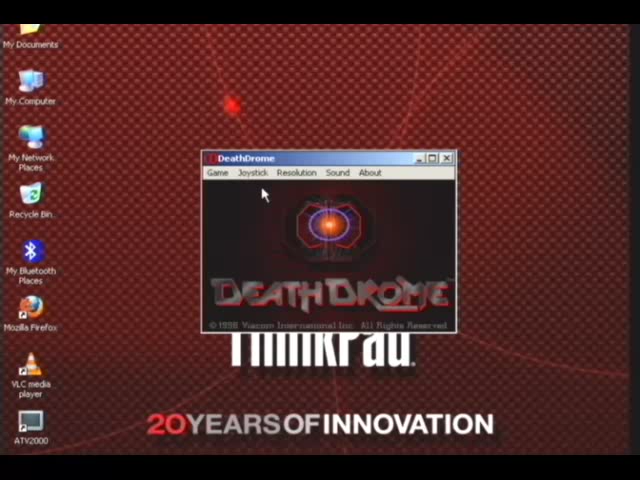 My Documents
My Computer
My Network
Places
Recycle Bin
My Bluetooth
Places
Mozilla Firefox
VLC media
player
ATV2000
DeathDrome
Game Joystick Resolution Sound About
DEATHDROME
© 1996 Viacom International Inc. All Rights Reserved
ThinkPad.
20YEARSOFINNOVATION